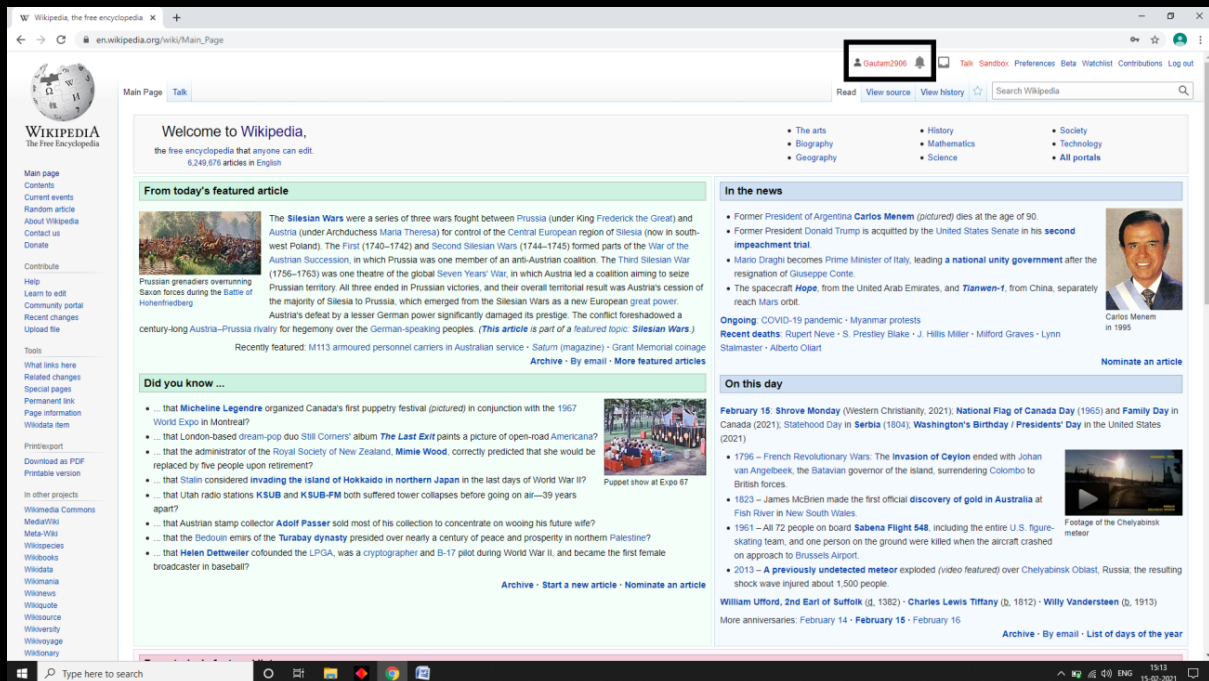 Wikipedia, the free encyclopedia
en.wikipedia.org/wiki/Main_Page
Gautam2906 Talk Sandbox Preferences Beta Watchlist Contributions Log out
Main Page Talk
Read View source View history Search Wikipedia
WIKIPEDIA
The Free Encyclopedia
Main page
Contents
Current events
Random article
About Wikipedia
Contact us
Donate
Contribute
Help
Learn to edit
Community portal
Recent changes
Upload file
Tools
What links here
Related changes
Special pages
Permanent link
Page information
Wikidata item
Print/export
Download as PDF
Printable version
In other projects
Wikimedia Commons
MediaWiki
Meta-Wiki
Wikispecies
Wikibooks
Wikidata
Wikimania
Wikinews
Wikiquote
Wikisource
Wikiversity
Wikivoyage
Wiktionary
Welcome to Wikipedia,
the free encyclopedia that anyone can edit.
6,249,676 articles in English
• The arts
• Biography
• Geography
• History
• Mathematics
• Science
• Society
• Technology
• All portals
From today's featured article
Prussian grenadiers overrunning
Saxon forces during the Battle of
Hohenfriedberg
The Silesian Wars were a series of three wars fought between Prussia (under King Frederick the Great) and
Austria (under Archduchess Maria Theresa) for control of the Central European region of Silesia (now in south-
west Poland). The First (1740–1742) and Second Silesian Wars (1744–1745) formed parts of the War of the
Austrian Succession, in which Prussia was one member of an anti-Austrian coalition. The Third Silesian War
(1756–1763) was one theatre of the global Seven Years' War, in which Austria led a coalition aiming to seize
Prussian territory. All three ended in Prussian victories, and their overall territorial result was Austria's cession of
the majority of Silesia to Prussia, which emerged from the Silesian Wars as a new European great power.
Austria's defeat by a lesser German power significantly damaged its prestige. The conflict foreshadowed a
century-long Austria–Prussia rivalry for hegemony over the German-speaking peoples. (This article is part of a featured topic: Silesian Wars.)
Recently featured: M113 armoured personnel carriers in Australian service · Saturn (magazine) · Grant Memorial coinage
Archive · By email · More featured articles
Did you know ...
• ... that Micheline Legendre organized Canada's first puppetry festival (pictured) in conjunction with the 1967
World Expo in Montreal?
• ... that London-based dream-pop duo Still Corners' album The Last Exit paints a picture of open-road Americana?
• ... that the administrator of the Royal Society of New Zealand, Mimie Wood, correctly predicted that she would be
replaced by five people upon retirement?
• ... that Stalin considered invading the island of Hokkaido in northern Japan in the last days of World War II?
• ... that Utah radio stations KSUB and KSUB-FM both suffered tower collapses before going on air—39 years
apart?
• ... that Austrian stamp collector Adolf Passer sold most of his collection to concentrate on wooing his future wife?
• ... that the Bedouin emirs of the Turabay dynasty presided over nearly a century of peace and prosperity in northern Palestine?
• ... that Helen Dettweiler cofounded the LPGA, was a cryptographer and B-17 pilot during World War II, and became the first female
broadcaster in baseball?
Puppet show at Expo 67
Archive · Start a new article · Nominate an article
In the news
• Former President of Argentina Carlos Menem (pictured) dies at the age of 90.
• Former President Donald Trump is acquitted by the United States Senate in his second
impeachment trial.
• Mario Draghi becomes Prime Minister of Italy, leading a national unity government after the
resignation of Giuseppe Conte.
• The spacecraft Hope, from the United Arab Emirates, and Tianwen-1, from China, separately
reach Mars orbit.
Carlos Menem
in 1995
Ongoing: COVID-19 pandemic · Myanmar protests
Recent deaths: Rupert Neve · S. Prestley Blake · J. Hillis Miller · Milford Graves · Lynn
Stalmaster · Alberto Oliart
Nominate an article
On this day
February 15: Shrove Monday (Western Christianity, 2021); National Flag of Canada Day (1965) and Family Day in
Canada (2021); Statehood Day in Serbia (1804); Washington's Birthday / Presidents' Day in the United States
(2021)
• 1796 – French Revolutionary Wars: The Invasion of Ceylon ended with Johan
van Angelbeek, the Batavian governor of the island, surrendering Colombo to
British forces.
• 1823 – James McBrien made the first official discovery of gold in Australia at
Fish River in New South Wales.
• 1961 – All 72 people on board Sabena Flight 548, including the entire U.S. figure-
skating team, and one person on the ground were killed when the aircraft crashed
on approach to Brussels Airport.
• 2013 – A previously undetected meteor exploded (video featured) over Chelyabinsk Oblast, Russia; the resulting
shock wave injured about 1,500 people.
Footage of the Chelyabinsk
meteor
William Ufford, 2nd Earl of Suffolk (d. 1382) · Charles Lewis Tiffany (b. 1812) · Willy Vandersteen (b. 1913)
More anniversaries: February 14 · February 15 · February 16
Archive · By email · List of days of the year
Type here to search
ENG
15:13
15-02-2021